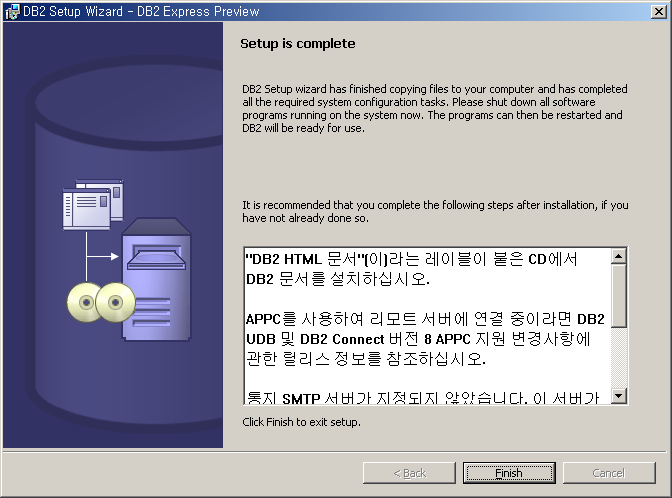 DB2 Setup Wizard - DB2 Express Preview
Setup is complete
DB2 Setup wizard has finished copying files to your computer and has completed
all the required system configuration tasks. Please shut down all software
programs running on the system now. The programs can then be restarted and
DB2 will be ready for use.
It is recommended that you complete the following steps after installation, if you
have not already done so.
"DB2 HTML 문서"(이)라는 레이블이 붙은 CD에서
DB2 문서를 설치하십시오.
APPC를 사용하여 리모트 서버에 연결 중이라면 DB2
UDB 및 DB2 Connect 버전 8 APPC 지원 변경사항에
관한 릴리스 정보를 참조하십시오.
통지 SMTP 서버가 지정되지 않았습니다. 이 서버가
Click Finish to exit setup.
< Back
Finish
Cancel